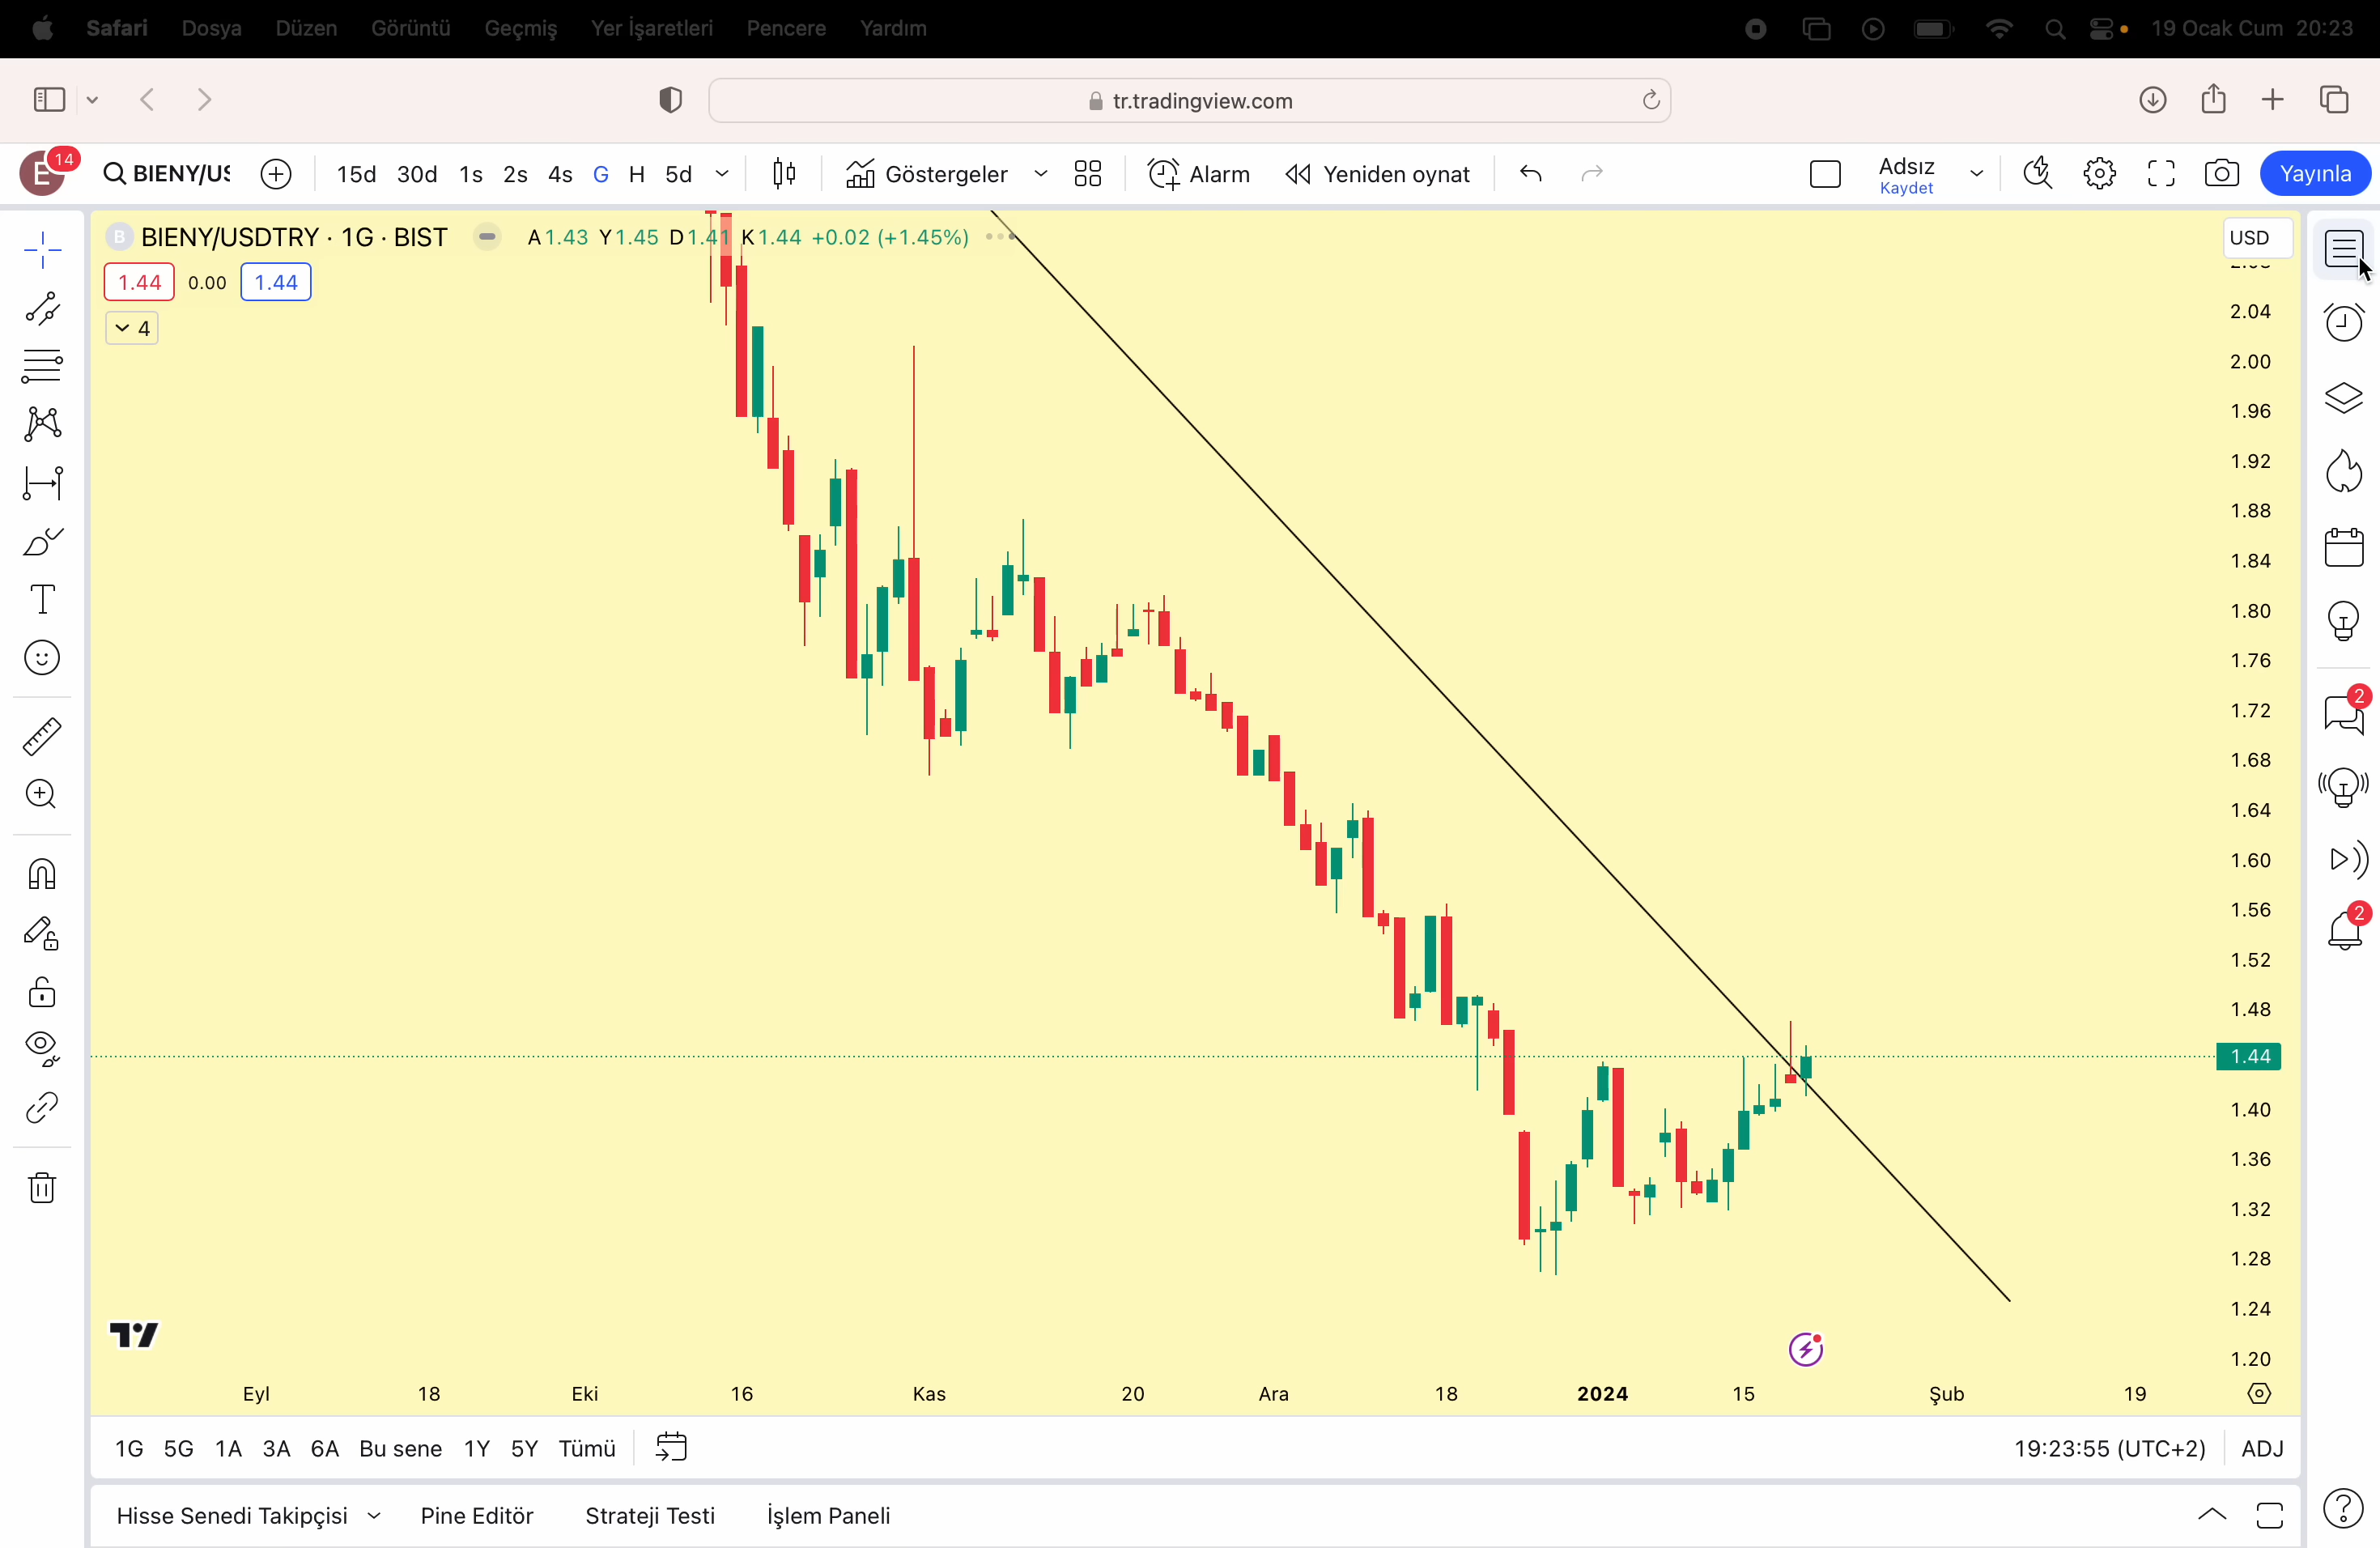 Safari Dosya Düzen Görüntü Geçmiş Yer İşaretleri Pencere Yardım 19 Ocak Cum 20:23
tr.tradingview.com
E 14 BIENY/US 15d 30d 1s 2s 4s G H 5d Göstergeler Alarm Yeniden oynat Adsız Yayınla
Kaydet
B BIENY/USDTRY · 1G · BIST A1.43 Y1.45 D1.41 K1.44 +0.02 (+1.45%) USD
1.44 0.00 1.44
4
2.04
2.00
1.96
1.92
1.88
1.84
1.80
1.76
1.72
1.68
1.64
1.60
1.56
1.52
1.48
1.44
1.40
1.36
1.32
1.28
1.24
1.20
2
2
Eyl 18 Eki 16 Kas 20 Ara 18 2024 15 Şub 19
1G 5G 1A 3A 6A Bu sene 1Y 5Y Tümü 19:23:55 (UTC+2) ADJ
Hisse Senedi Takipçisi Pine Editör Strateji Testi İşlem Paneli